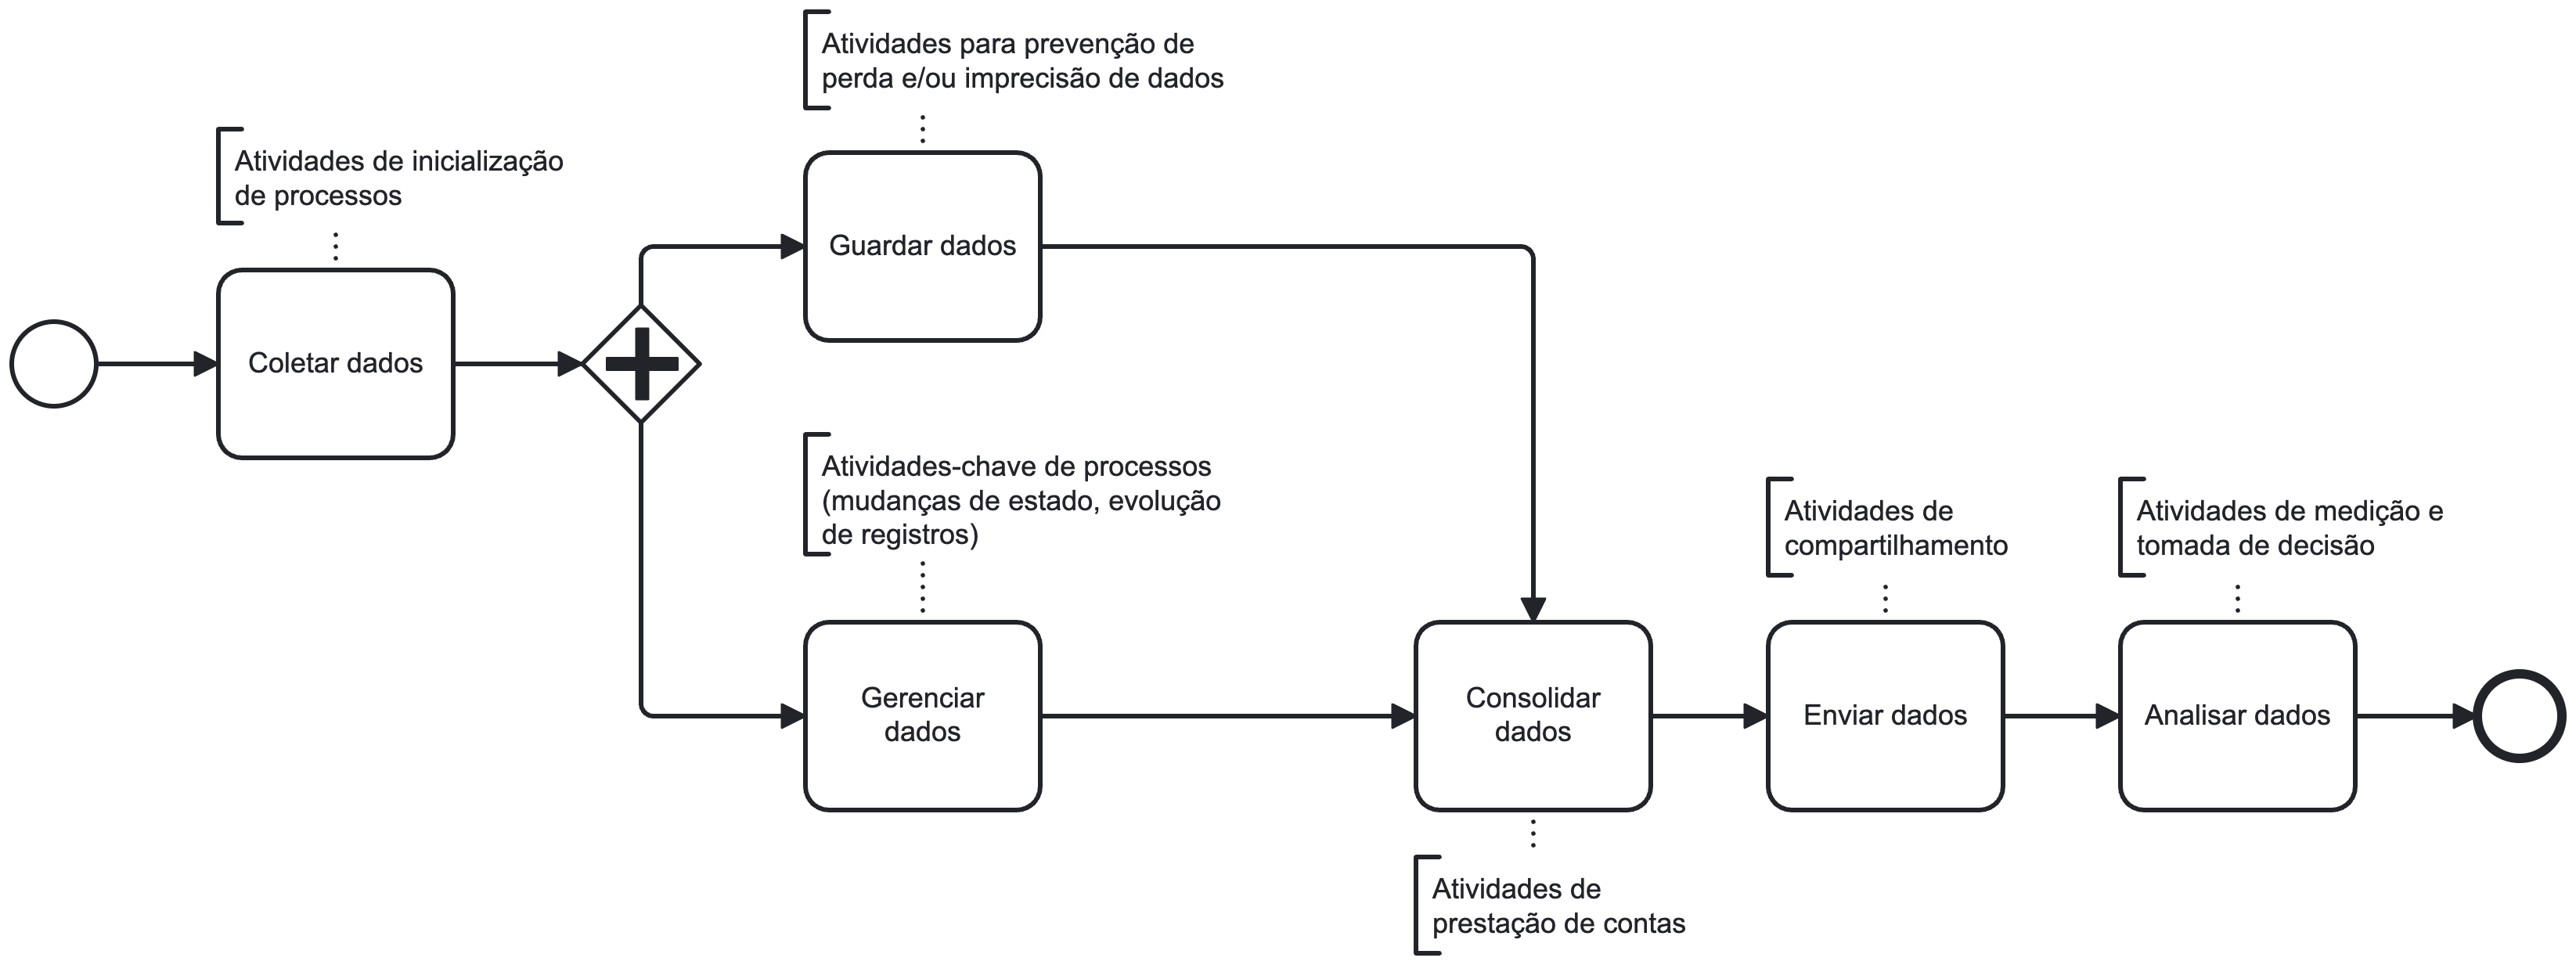 Atividades para prevenção de
perda e/ou imprecisão de dados
Atividades de inicialização
de processos
Guardar dados
Coletar dados
Atividades-chave de processos
(mudanças de estado, evolução
de registros)
Atividades de
compartilhamento
Atividades de medição e
tomada de decisão
Gerenciar
dados
Consolidar
dados
Enviar dados
Analisar dados
Atividades de
prestação de contas